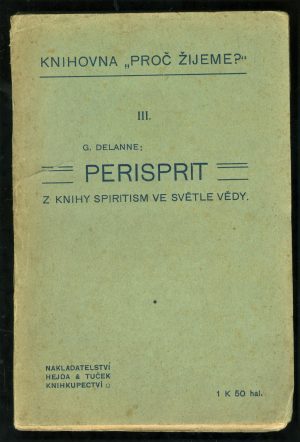 KNIHOVNA „PROČ ŽIJEME?"
III.
G. DELANNE;
PERISPRIT
Z KNIHY SPIRITISM VE SVĚTLE VĚDY.
NAKLADATELSTVÍ
HEJDA & TUČEK
KNIHKUPECTVÍ
1 K 50 hal.